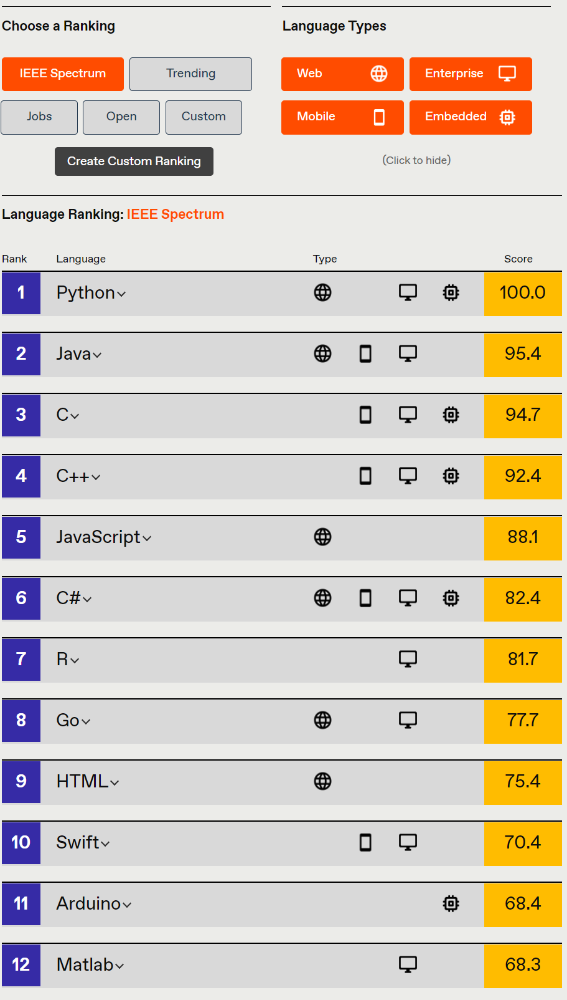 Choose a Ranking
Language Types
IEEE Spectrum
Trending
Web
Enterprise
Jobs
Open
Custom
Mobile
Embedded
Create Custom Ranking
(Click to hide)
Language Ranking: IEEE Spectrum
Rank Language Type Score
1 Python 100.0
2 Java 95.4
3 C 94.7
4 C++ 92.4
5 JavaScript 88.1
6 C# 82.4
7 R 81.7
8 Go 77.7
9 HTML 75.4
10 Swift 70.4
11 Arduino 68.4
12 Matlab 68.3